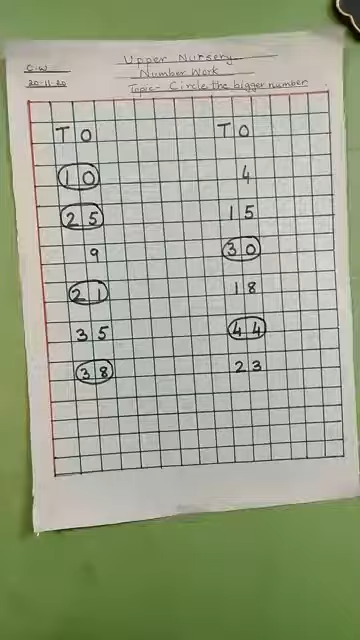 C.W Upper Nursery
Number Work
20-11-20 Topic- Circle the bigger number
T O T O
10 4
25 15
9 30
21 18
35 44
38 23